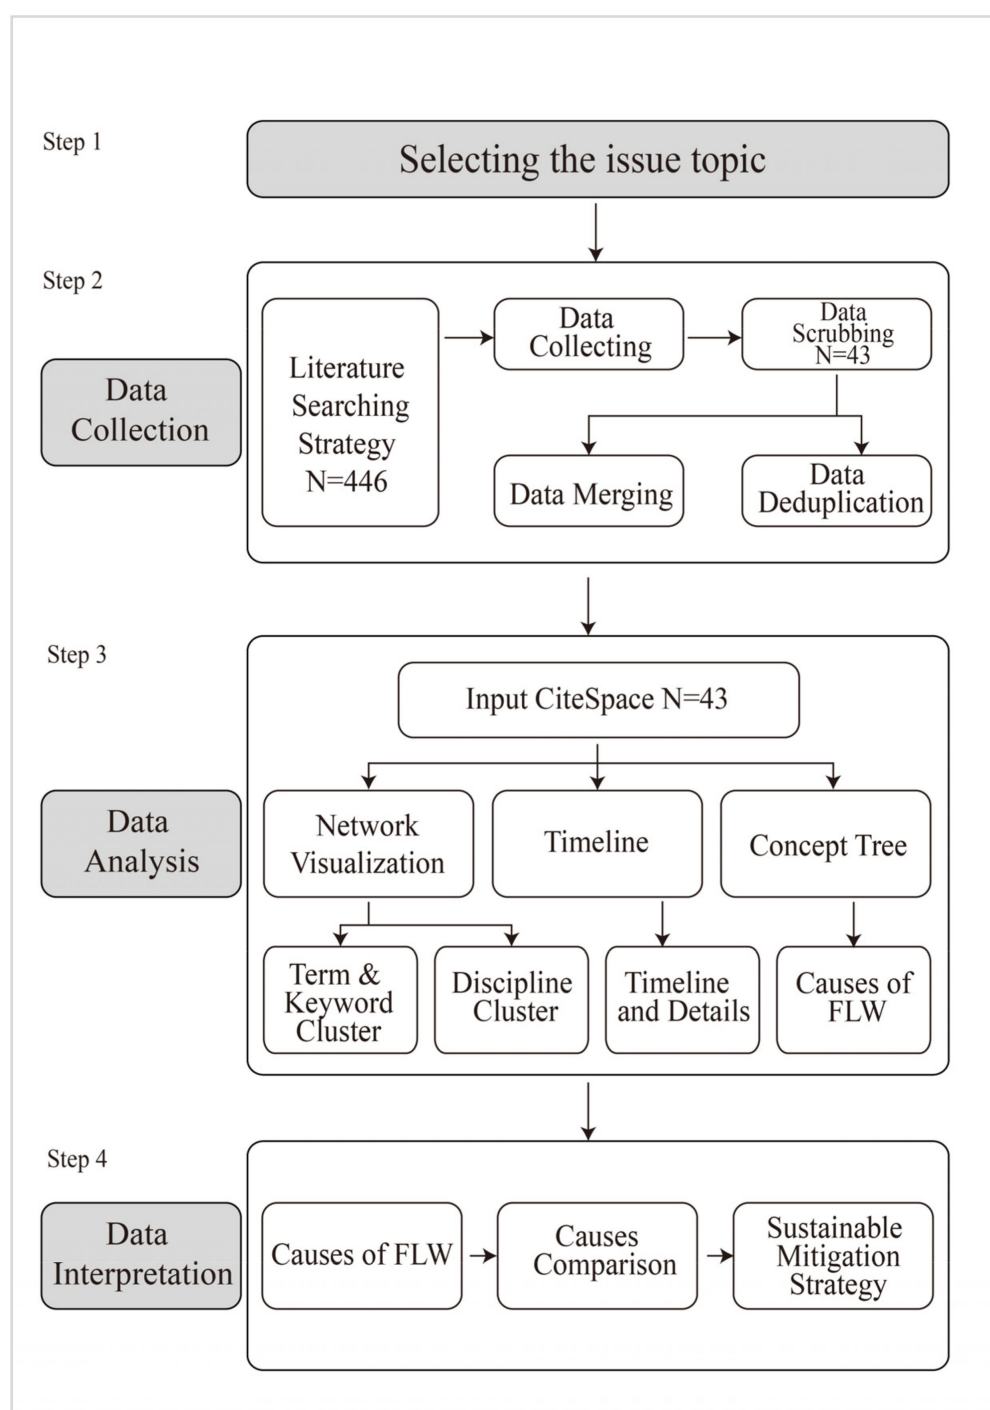 Step 1
Selecting the issue topic
Step 2
Data
Collection
Literature
Searching
Strategy
N=446
Data
Collecting
Data
Scrubbing
N=43
Data Merging
Data
Deduplication
Step 3
Data
Analysis
Input CiteSpace N=43
Network
Visualization
Timeline
Concept Tree
Term &
Keyword
Cluster
Discipline
Cluster
Timeline
and Details
Causes of
FLW
Step 4
Data
Interpretation
Causes of FLW
Causes
Comparison
Sustainable
Mitigation
Strategy